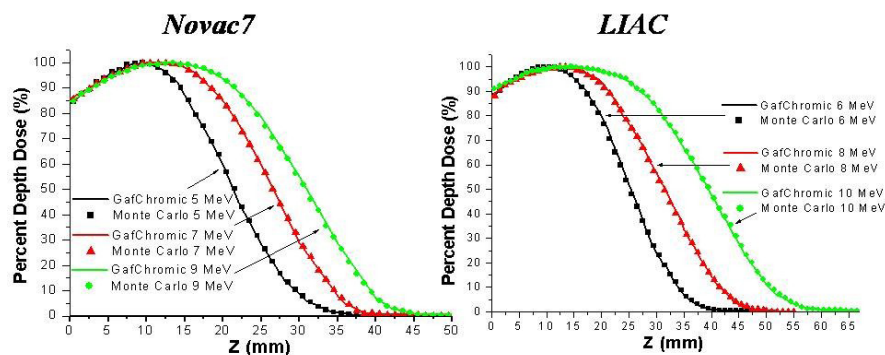 Novac7
Percent Depth Dose (%)
100
90
80
70
60
50
40
30
20
10
0
GafChromic 5 MeV
Monte Carlo 5 MeV
GafChromic 7 MeV
Monte Carlo 7 MeV
GafChromic 9 MeV
Monte Carlo 9 MeV
0 5 10 15 20 25 30 35 40 45 50
Z (mm)
LIAC
Percent Depth Dose (%)
100
90
80
70
60
50
40
30
20
10
0
GafChromic 6 MeV
Monte Carlo 6 MeV
GafChromic 8 MeV
Monte Carlo 8 MeV
GafChromic 10 MeV
Monte Carlo 10 MeV
0 5 10 15 20 25 30 35 40 45 50 55 60 65
Z (mm)